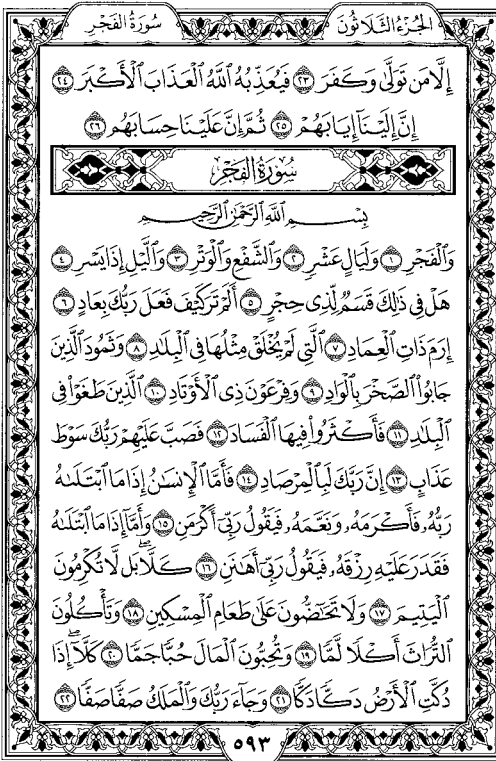 سُورَةُ الفَجْرِ الجُزْءُ الثَّلَاثُونَ
إِلَّا مَن تَوَلَّىٰ وَكَفَرَ ٢٣ فَيُعَذِّبُهُ ٱللَّهُ ٱلْعَذَابَ ٱلْأَكْبَرَ ٢٤
إِنَّ إِلَيْنَآ إِيَابَهُمْ ٢٥ ثُمَّ إِنَّ عَلَيْنَا حِسَابَهُم ٢٦
سُورَةُ الفَجْرِ
بِسْمِ ٱللَّهِ ٱلرَّحْمَٰنِ ٱلرَّحِيمِ
وَٱلْفَجْرِ ١ وَلَيَالٍ عَشْرٍ ٢ وَٱلشَّفْعِ وَٱلْوَتْرِ ٣ وَٱلَّيْلِ إِذَا يَسْرِ ٤
هَلْ فِى ذَٰلِكَ قَسَمٌ لِّذِى حِجْرٍ ٥ أَلَمْ تَرَ كَيْفَ فَعَلَ رَبُّكَ بِعَادٍ ٦
إِرَمَ ذَاتِ ٱلْعِمَادِ ٧ ٱلَّتِى لَمْ يُخْلَقْ مِثْلُهَا فِى ٱلْبِلَٰدِ ٨ وَثَمُودَ ٱلَّذِينَ
جَابُوا۟ ٱلصَّخْرَ بِٱلْوَادِ ٩ وَفِرْعَوْنَ ذِى ٱلْأَوْتَادِ ١٠ ٱلَّذِينَ طَغَوْا۟ فِى
ٱلْبِلَٰدِ ١١ فَأَكْثَرُوا۟ فِيهَا ٱلْفَسَادَ ١٢ فَصَبَّ عَلَيْهِمْ رَبُّكَ سَوْطَ
عَذَابٍ ١٣ إِنَّ رَبَّكَ لَبِٱلْمِرْصَادِ ١٤ فَأَمَّا ٱلْإِنسَٰنُ إِذَا مَا ٱبْتَلَىٰهُ
رَبُّهُۥ فَأَكْرَمَهُۥ وَنَعَّمَهُۥ فَيَقُولُ رَبِّىٓ أَكْرَمَنِ ١٥ وَأَمَّآ إِذَا مَا ٱبْتَلَىٰهُ
فَقَدَرَ عَلَيْهِ رِزْقَهُۥ فَيَقُولُ رَبِّىٓ أَهَٰنَنِ ١٦ كَلَّا ۖ بَل لَّا تُكْرِمُونَ
ٱلْيَتِيمَ ١٧ وَلَا تَحَٰٓضُّونَ عَلَىٰ طَعَامِ ٱلْمِسْكِينِ ١٨ وَتَأْكُلُونَ
ٱلتُّرَاثَ أَكْلًا لَّمًّا ١٩ وَتُحِبُّونَ ٱلْمَالَ حُبًّا جَمًّا ٢٠ كَلَّآ ۖ إِذَا
دُكَّتِ ٱلْأَرْضُ دَكًّا دَكًّا ٢١ وَجَآءَ رَبُّكَ وَٱلْمَلَكُ صَفًّا صَفًّا ٢٢
٥٩٣